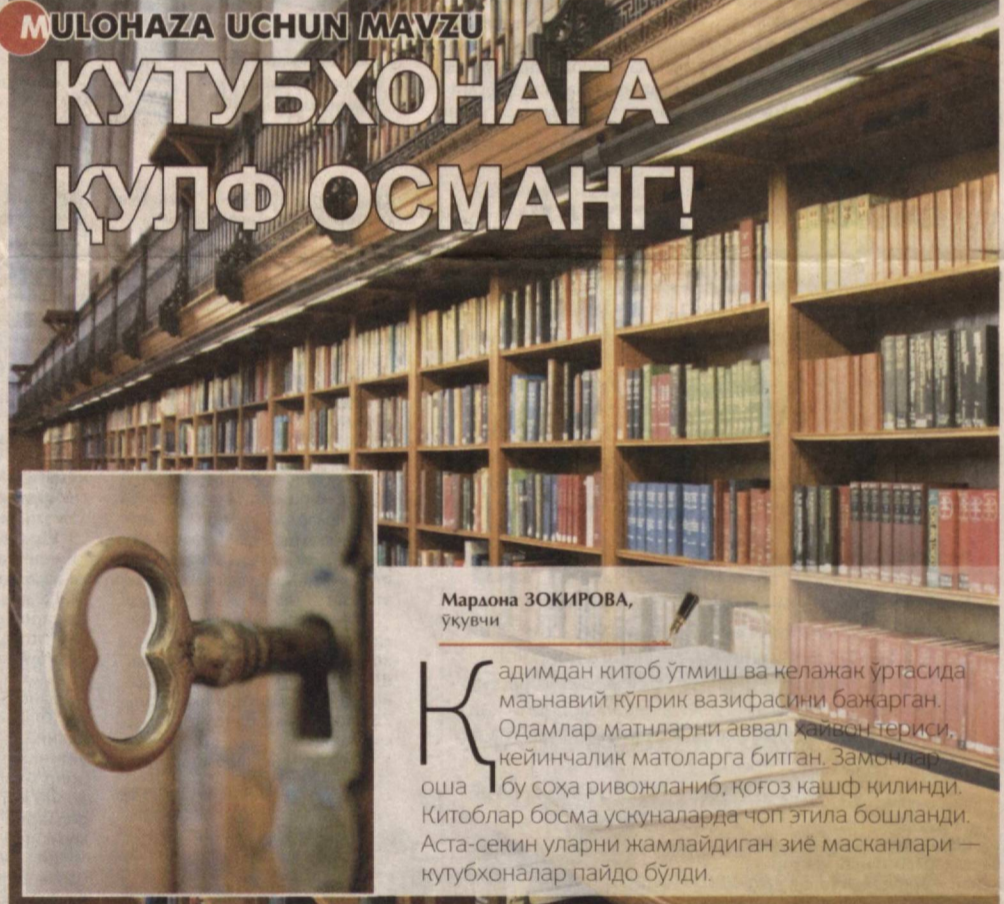 MULOHAZA UCHUN MAVZU
КУТУБХОНАГА
ҚУЛФ ОСМАНГ!
Мардона ЗОКИРОВА,
ўқувчи
Қадимдан китоб ўтмиш ва келажак ўртасида
маънавий кўприк вазифасини бажарган.
Одамлар матнларни аввал ҳайвон териси,
кейинчалик матоларга битган. Замонлар
оша бу соҳа ривожланиб, қоғоз кашф қилинди.
Китоблар босма ускуналарда чоп этила бошланди.
Аста-секин уларни жамлайдиган зиё масканлари —
кутубхоналар пайдо бўлди.